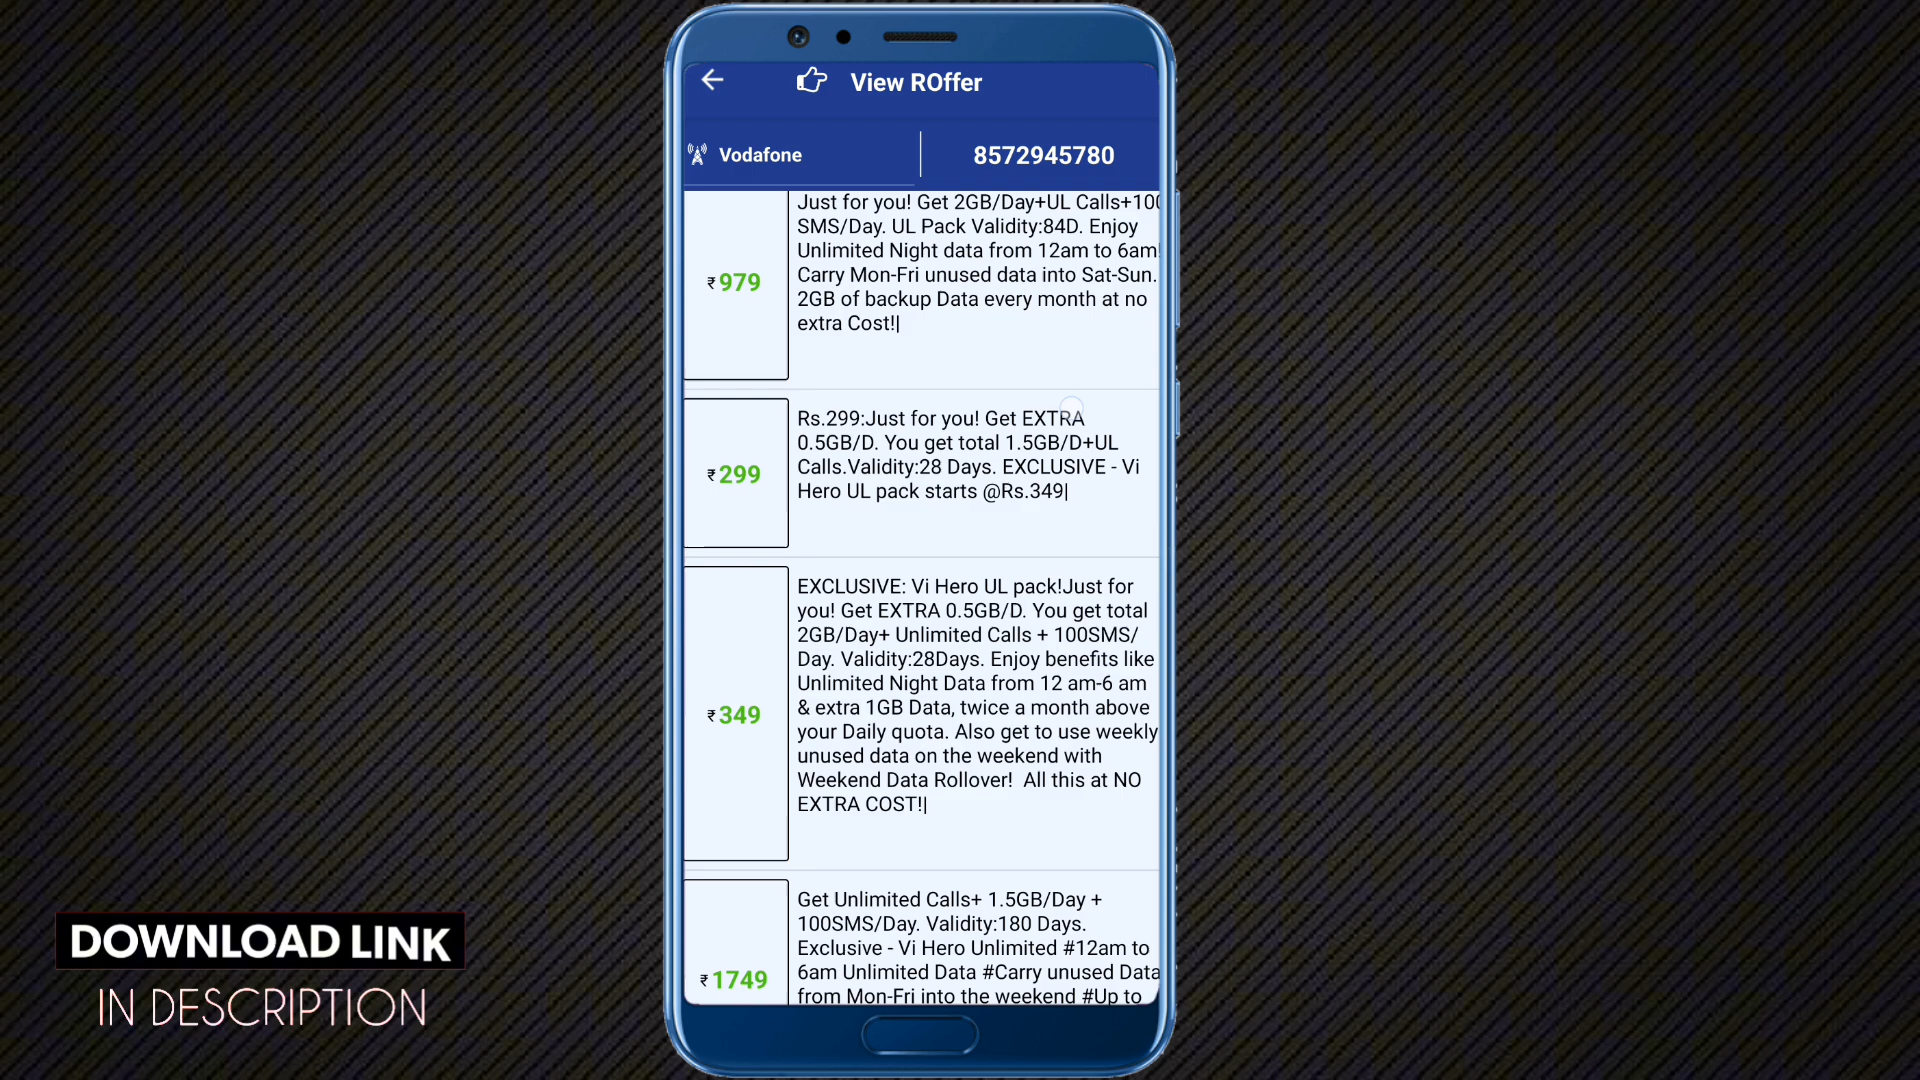 View ROffer
Vodafone
8572945780
₹ 979
Just for you! Get 2GB/Day+UL Calls+100
SMS/Day. UL Pack Validity:84D. Enjoy
Unlimited Night data from 12am to 6am!
Carry Mon-Fri unused data into Sat-Sun.
2GB of backup Data every month at no
extra Cost!|
₹ 299
Rs.299:Just for you! Get EXTRA
0.5GB/D. You get total 1.5GB/D+UL
Calls.Validity:28 Days. EXCLUSIVE - Vi
Hero UL pack starts @Rs.349|
₹ 349
EXCLUSIVE: Vi Hero UL pack!Just for
you! Get EXTRA 0.5GB/D. You get total
2GB/Day+ Unlimited Calls + 100SMS/
Day. Validity:28Days. Enjoy benefits like
Unlimited Night Data from 12 am-6 am
& extra 1GB Data, twice a month above
your Daily quota. Also get to use weekly
unused data on the weekend with
Weekend Data Rollover!  All this at NO
EXTRA COST!|
₹ 1749
Get Unlimited Calls+ 1.5GB/Day +
100SMS/Day. Validity:180 Days.
Exclusive - Vi Hero Unlimited #12am to
6am Unlimited Data #Carry unused Data
from Mon-Fri into the weekend #Up to
DOWNLOAD LINK
IN DESCRIPTION